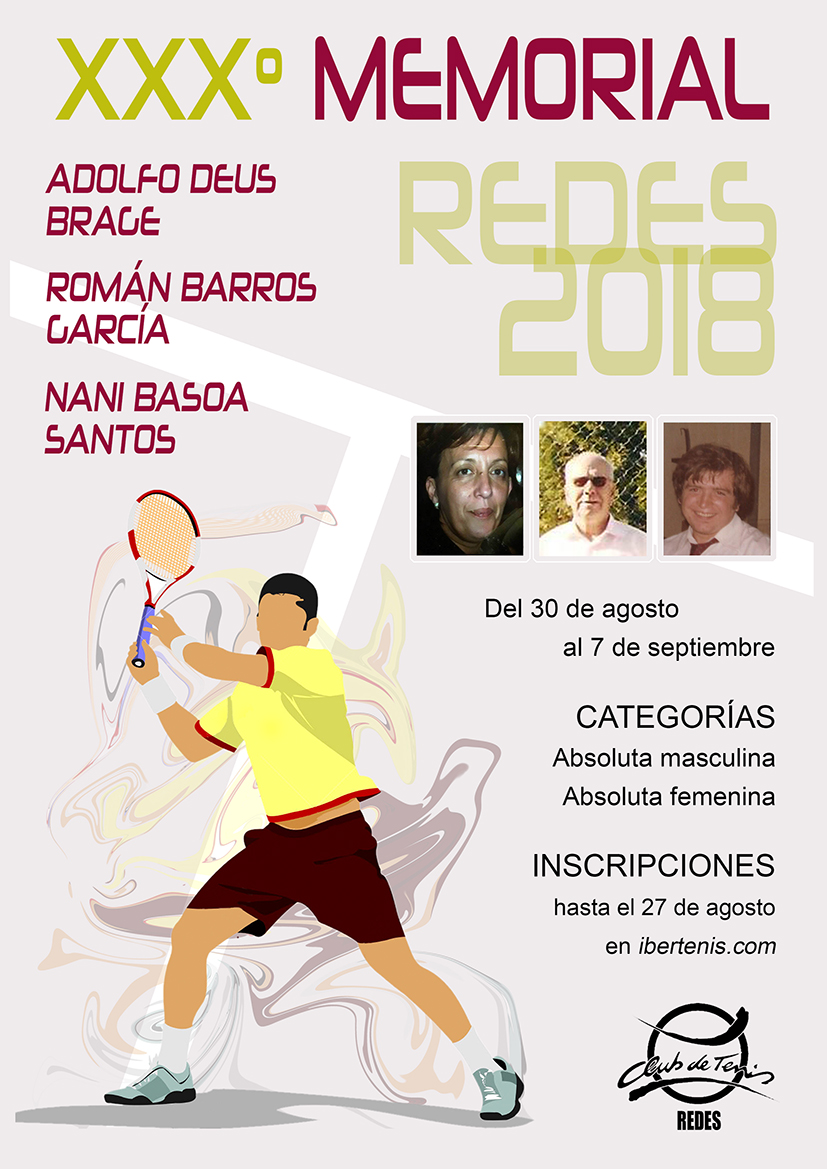 XXXº MEMORIAL
ADOLFO DEUS
BRAGE
ROMÁN BARROS
GARCÍA
NANI BASOA
SANTOS
REDES
2018
Del 30 de agosto
al 7 de septiembre
CATEGORÍAS
Absoluta masculina
Absoluta femenina
INSCRIPCIONES
hasta el 27 de agosto
en ibertenis.com
Club de Tenis
REDES